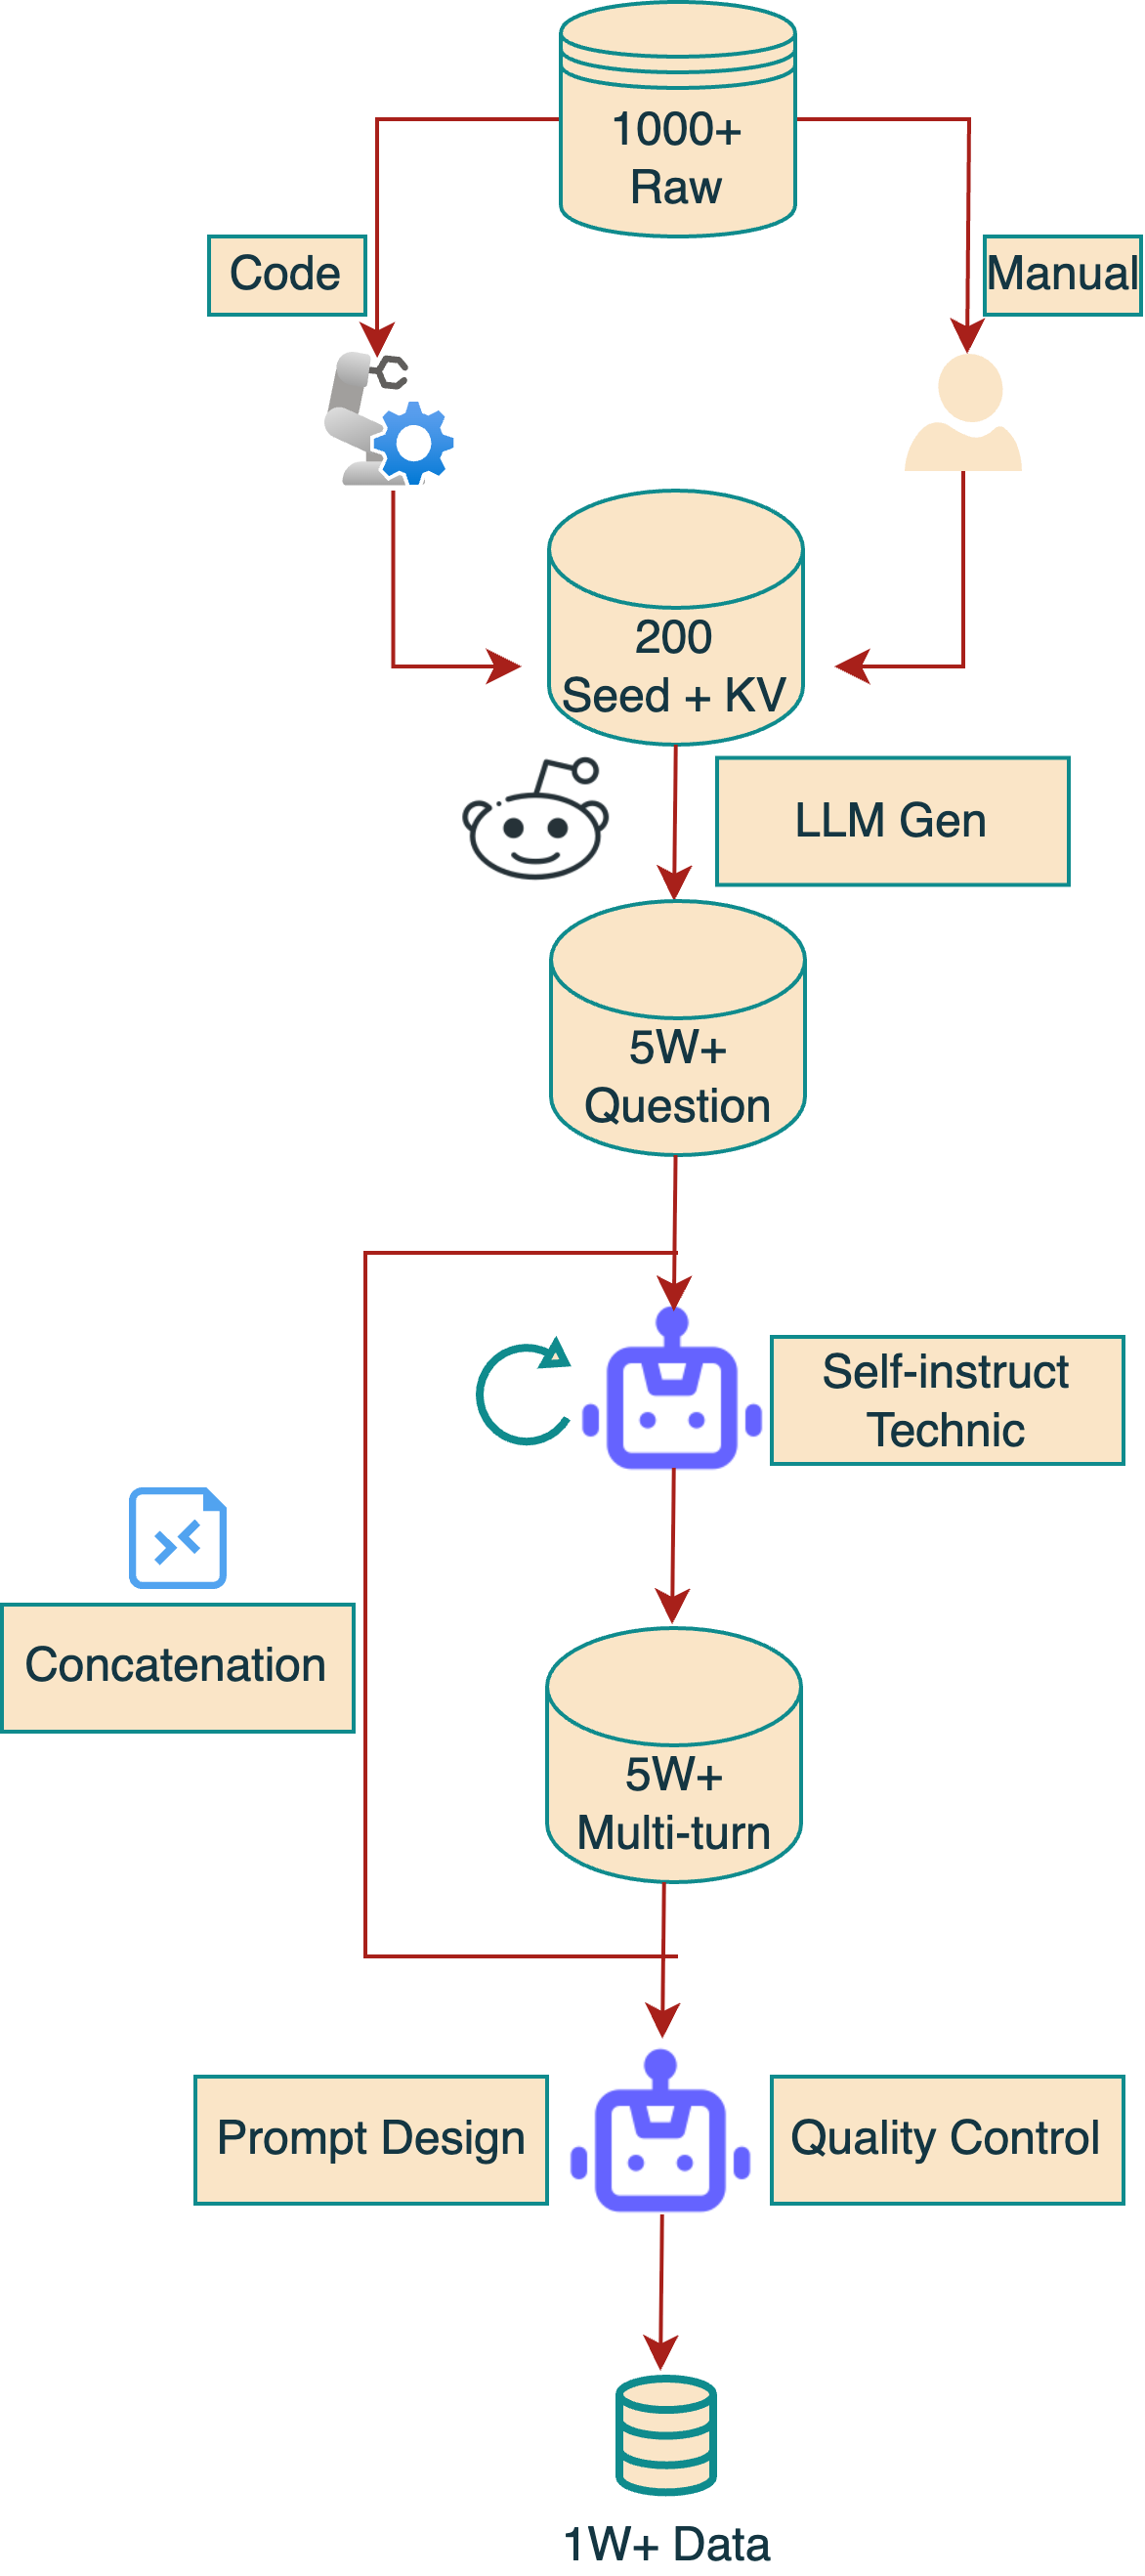 1000+
Raw
Code
Manual
200
Seed + KV
LLM Gen
5W+
Question
Self-instruct
Technic
Concatenation
5W+
Multi-turn
Prompt Design
Quality Control
1W+ Data